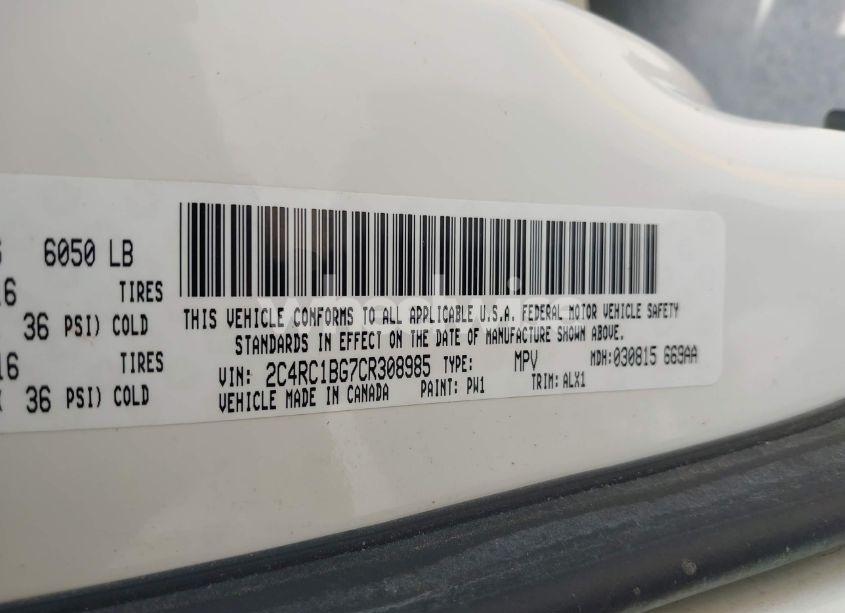 6050 LB
16 TIRES
36 PSI) COLD
16 TIRES
36 PSI) COLD
THIS VEHICLE CONFORMS TO ALL APPLICABLE U.S.A. FEDERAL MOTOR VEHICLE SAFETY
STANDARDS IN EFFECT ON THE DATE OF MANUFACTURE SHOWN ABOVE.
VIN: 2C4RC1BG7CR308985 TYPE: MPV MDH:030815 669AA
VEHICLE MADE IN CANADA PAINT: PW1 TRIM: ALX1